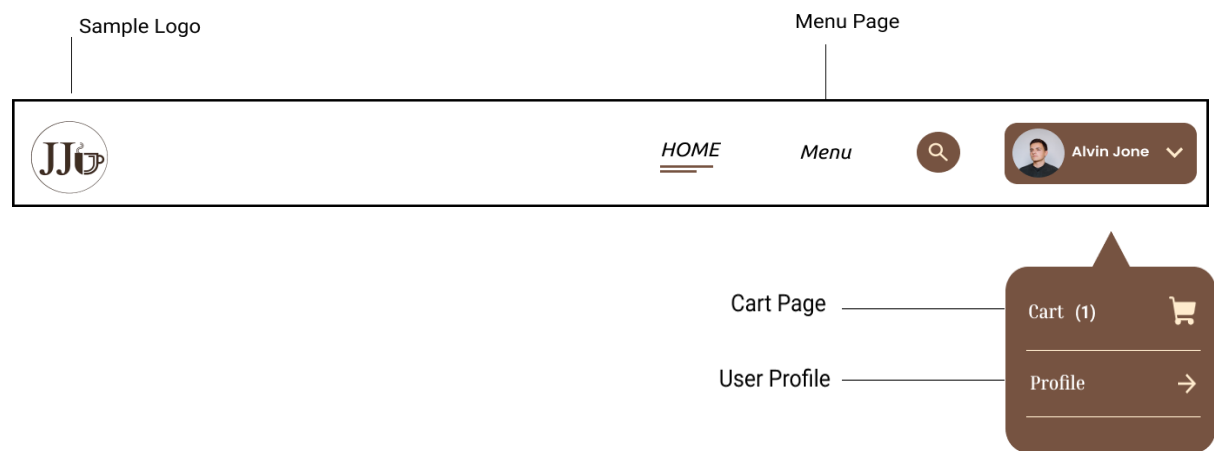 Sample Logo
Menu Page
JJ
HOME
Menu
Alvin Jone
Cart Page
Cart (1)
User Profile
Profile